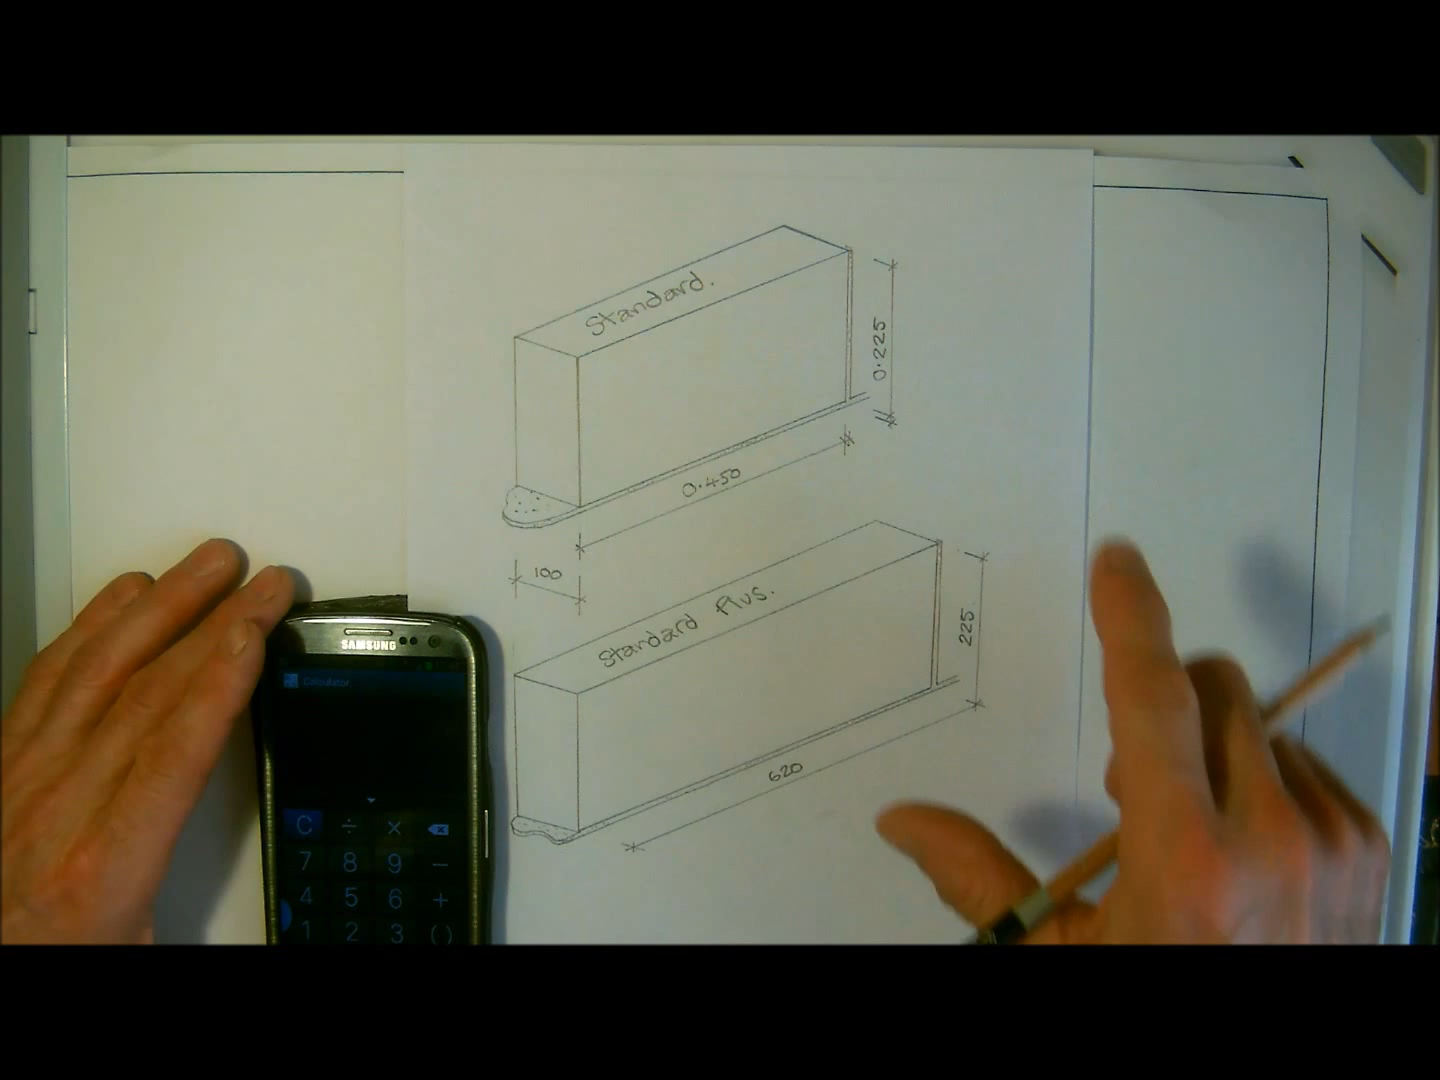 Standard.
0.225
0.450
100
Standard Plus.
225
620
SAMSUNG
Calculator
C ÷ ×
7 8 9 −
4 5 6 +
1 2 3 ()